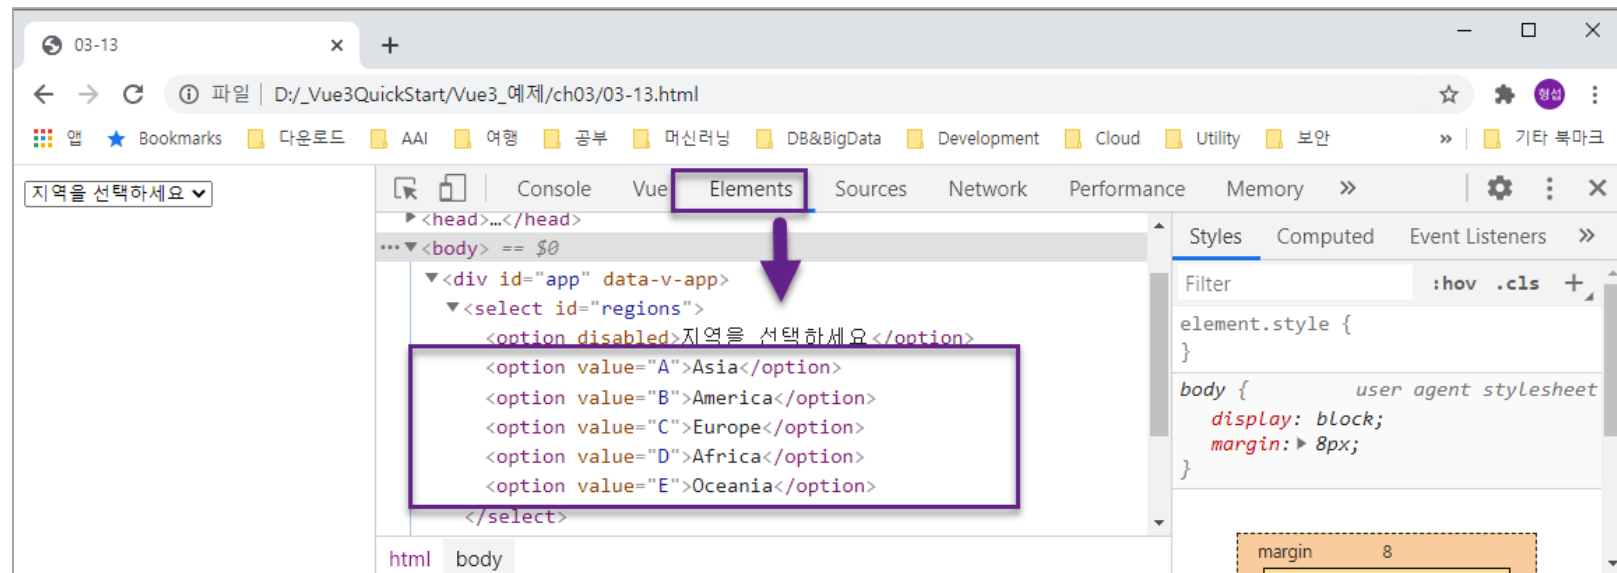 03-13
파일 | D:/_Vue3QuickStart/Vue3_예제/ch03/03-13.html
형섭
앱 Bookmarks 다운로드 AAI 여행 공부 머신러닝 DB&BigData Development Cloud Utility 보안 » 기타 북마크
지역을 선택하세요
Console Vue Elements Sources Network Performance Memory »
<head>…</head>
…▼<body> == $0
▼<div id="app" data-v-app>
▼<select id="regions">
<option disabled>지역을 선택하세요</option>
<option value="A">Asia</option>
<option value="B">America</option>
<option value="C">Europe</option>
<option value="D">Africa</option>
<option value="E">Oceania</option>
</select>
html body
Styles Computed Event Listeners »
Filter :hov .cls +
element.style {
}
body { user agent stylesheet
display: block;
margin:▶ 8px;
}
margin 8